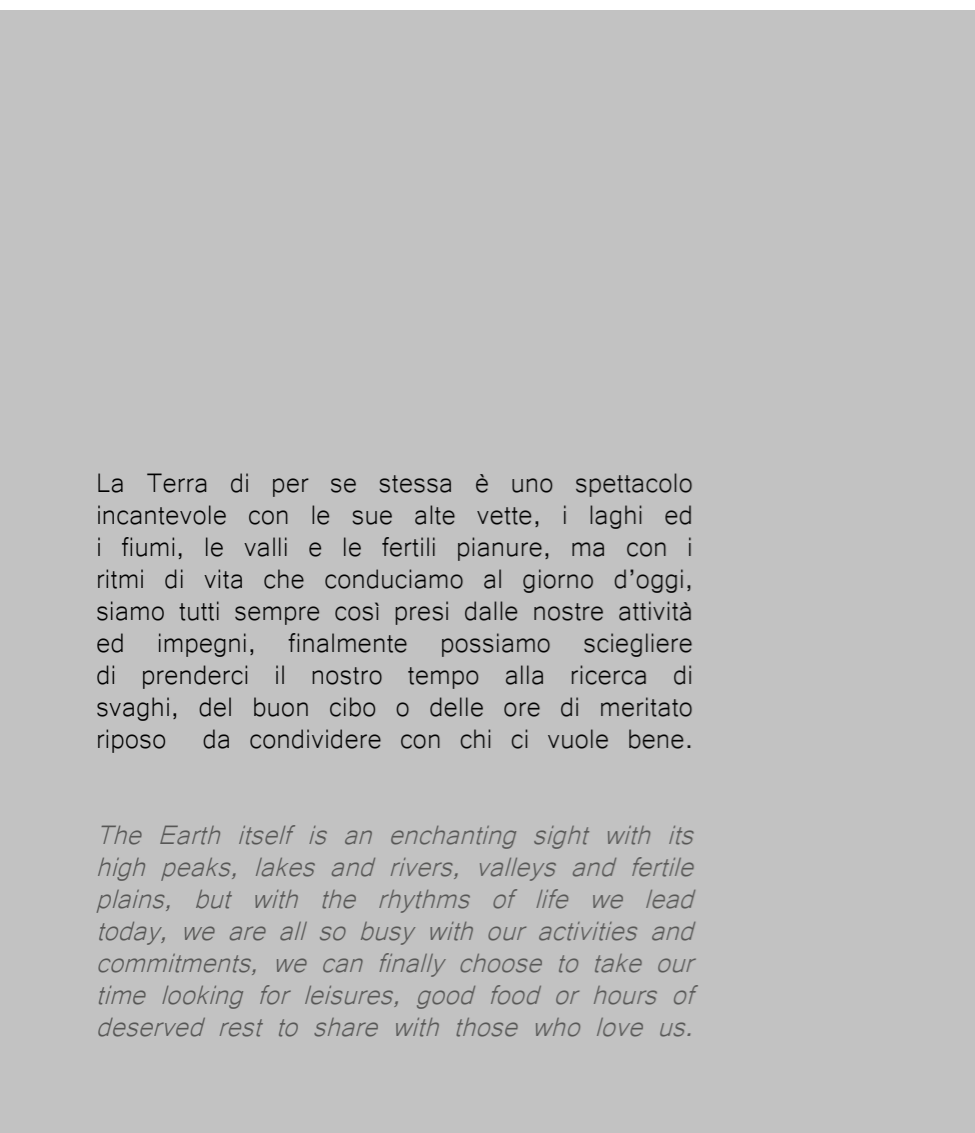 La Terra di per se stessa è uno spettacolo
incantevole con le sue alte vette, i laghi ed
i fiumi, le valli e le fertili pianure, ma con i
ritmi di vita che conduciamo al giorno d’oggi,
siamo tutti sempre così presi dalle nostre attività
ed impegni, finalmente possiamo sciegliere
di prenderci il nostro tempo alla ricerca di
svaghi, del buon cibo o delle ore di meritato
riposo da condividere con chi ci vuole bene.
The Earth itself is an enchanting sight with its
high peaks, lakes and rivers, valleys and fertile
plains, but with the rhythms of life we lead
today, we are all so busy with our activities and
commitments, we can finally choose to take our
time looking for leisures, good food or hours of
deserved rest to share with those who love us.